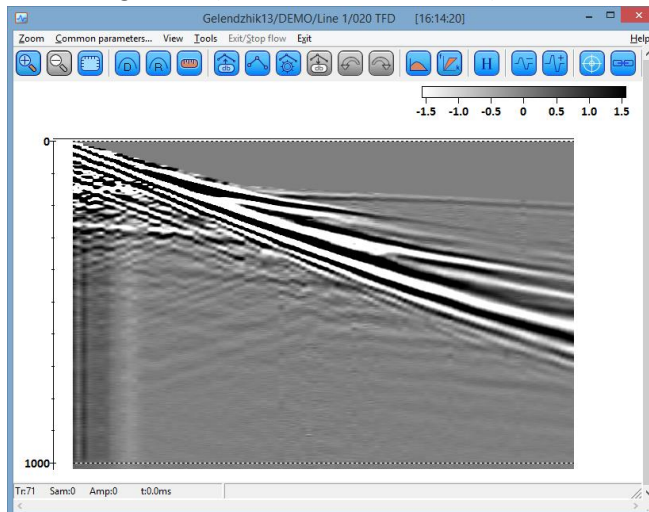 Gelendzhik13/DEMO/Line 1/020 TFD [16:14:20]
Zoom Common parameters... View Tools Exit/Stop flow Exit Help
D R H
-1.5 -1.0 -0.5 0 0.5 1.0 1.5
0
1000
Tr:71 Sam:0 Amp:0 t:0.0ms